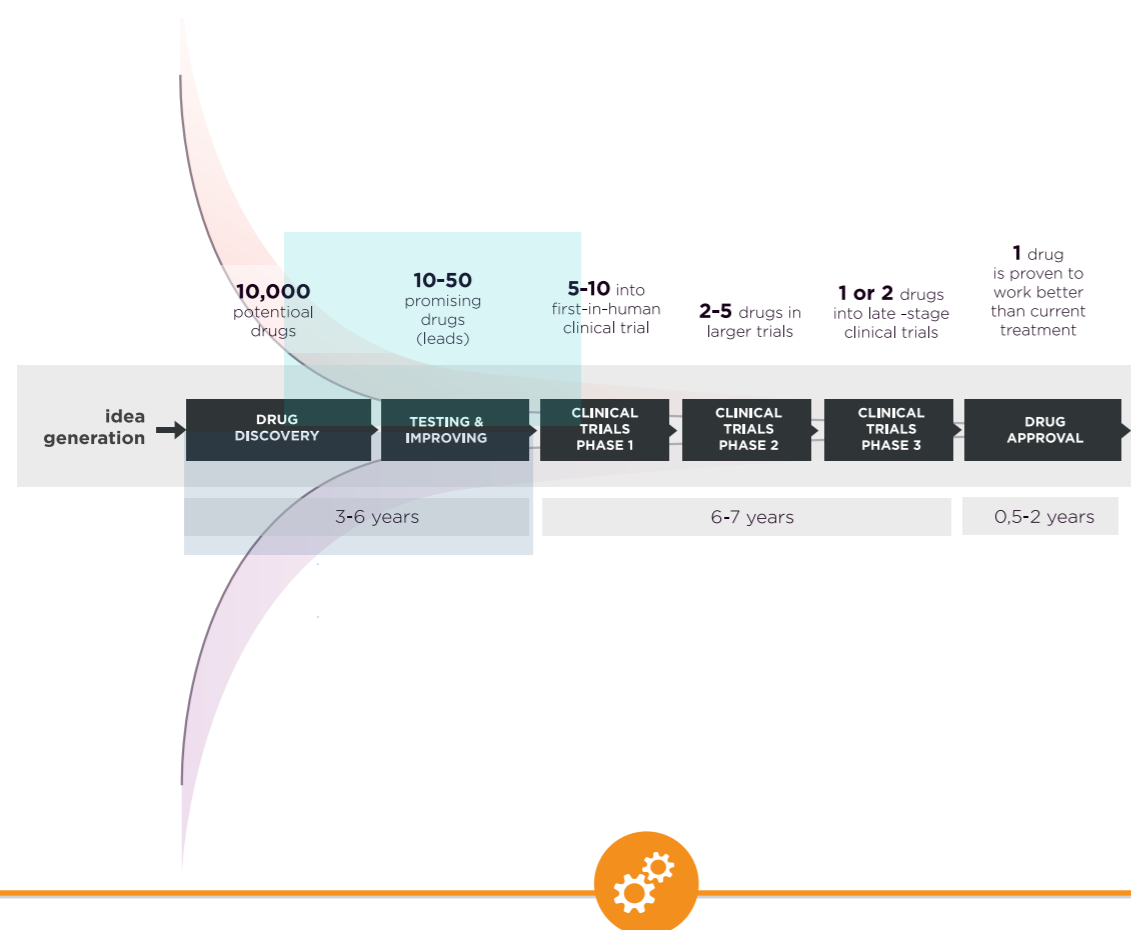 10,000
potentioal
drugs
10-50
promising
drugs
(leads)
5-10 into
first-in-human
clinical trial
2-5 drugs in
larger trials
1 or 2 drugs
into late -stage
clinical trials
1 drug
is proven to
work better
than current
treatment
idea
generation
DRUG
DISCOVERY
TESTING &
IMPROVING
CLINICAL
TRIALS
PHASE 1
CLINICAL
TRIALS
PHASE 2
CLINICAL
TRIALS
PHASE 3
DRUG
APPROVAL
3-6 years
6-7 years
0,5-2 years